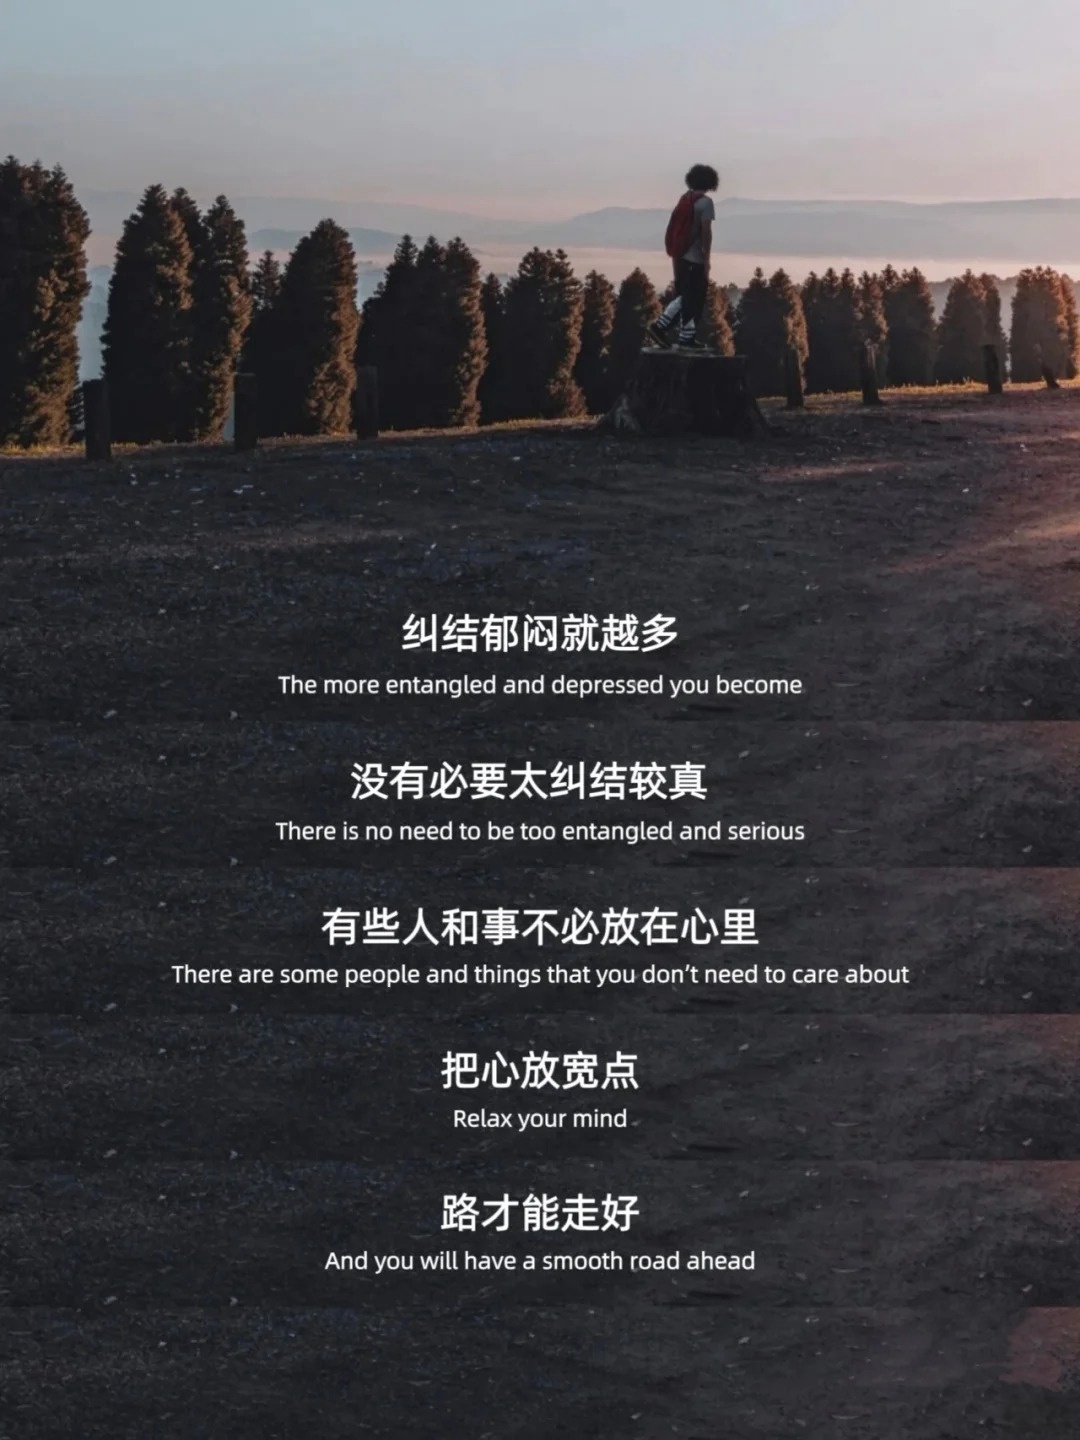 纠结郁闷就越多
The more entangled and depressed you become
没有必要太纠结较真
There is no need to be too entangled and serious
有些人和事不必放在心里
There are some people and things that you don’t need to care about
把心放宽点
Relax your mind
路才能走好
And you will have a smooth road ahead